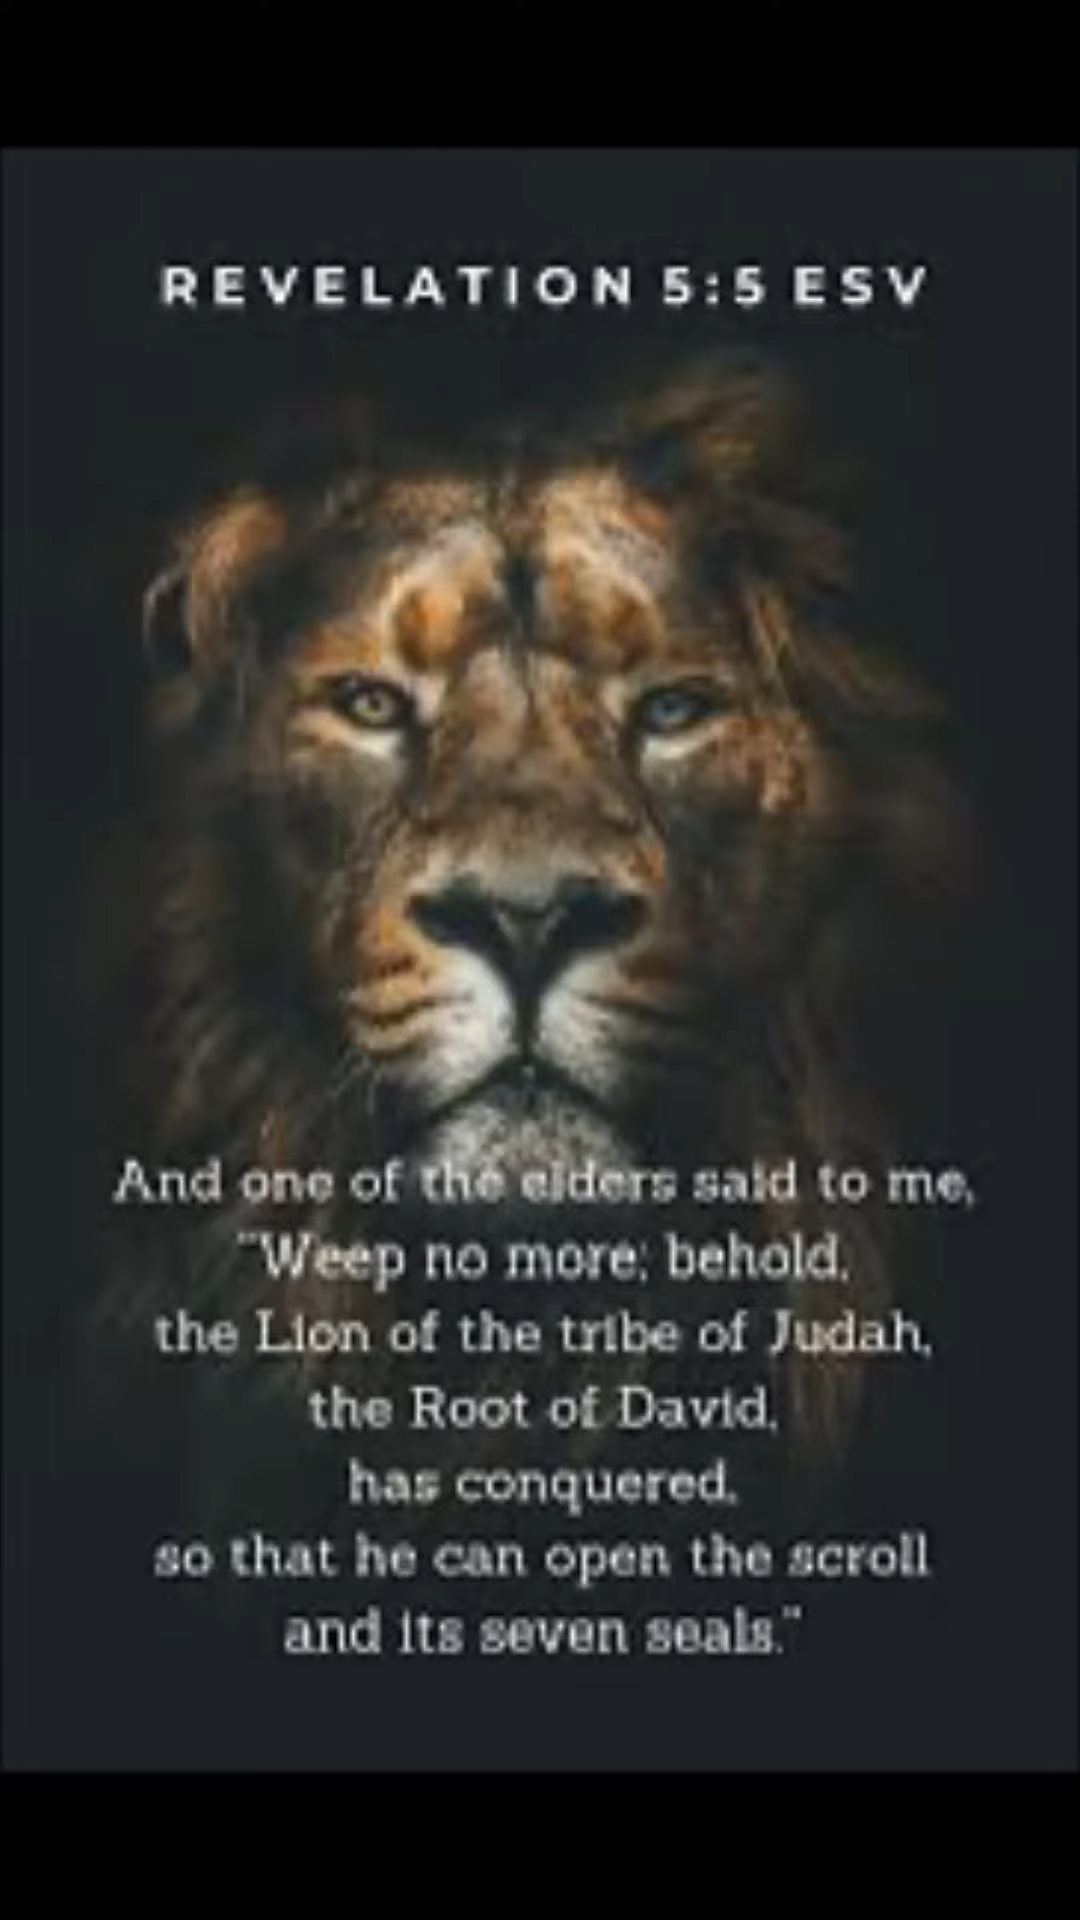 REVELATION 5:5 ESV
And one of the elders said to me,
"Weep no more; behold,
the Lion of the tribe of Judah,
the Root of David,
has conquered,
so that he can open the scroll
and its seven seals."